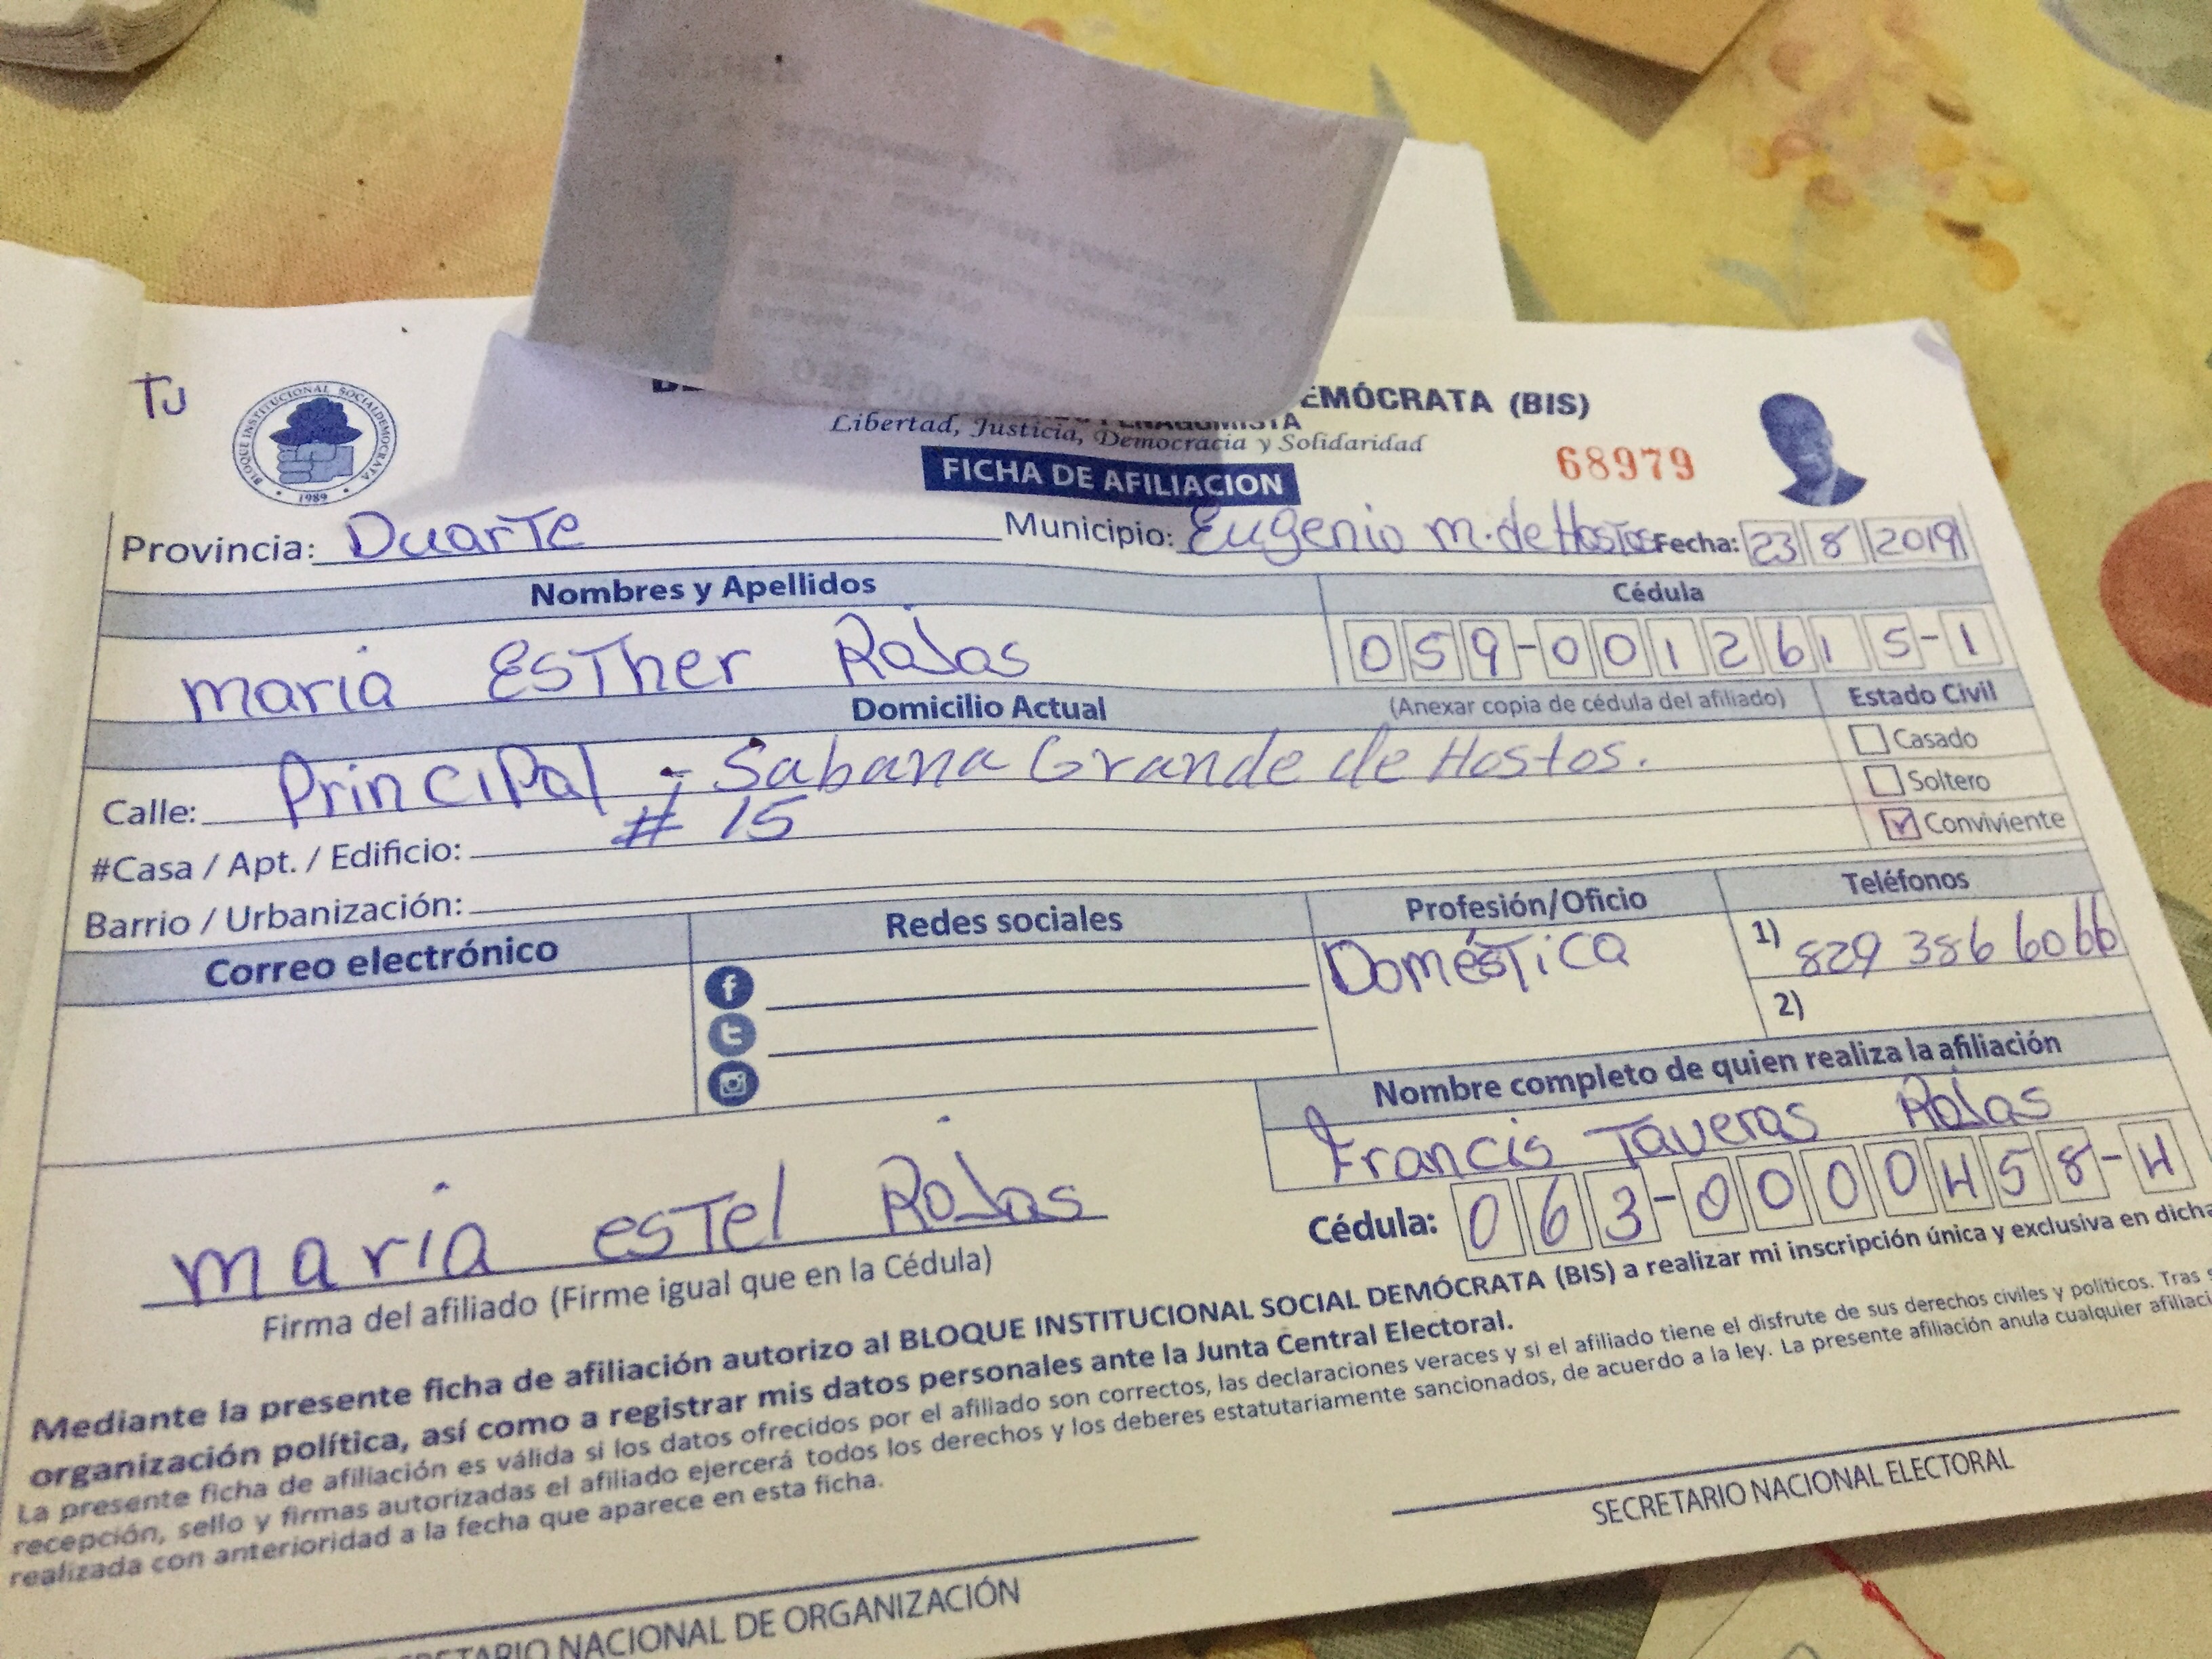 TJ
BLOQUE INSTITUCIONAL SOCIALDEMOCRATA
1989
EMÓCRATA (BIS)
Libertad, Justicia, Democracia y Solidaridad
68979
FICHA DE AFILIACION
Provincia: Duarte Municipio: Eugenio m. de Hostos Fecha: 23 8 2019
Nombres y Apellidos Cédula
maria Esther Rojas 059-0012615-1
Domicilio Actual (Anexar copia de cédula del afiliado) Estado Civil
Calle: Principal - Sabana Grande de Hostos. Casado
#Casa / Apt. / Edificio: # 15 Soltero
Barrio / Urbanización: Conviviente
Correo electrónico Redes sociales Profesión/Oficio Teléfonos
Doméstica 1) 829 386 6066
2)
Nombre completo de quien realiza la afiliación
Francis Taveras Rojas
Cédula: 063-0000458-4
maria estel Rojas
Firma del afiliado (Firme igual que en la Cédula)
Mediante la presente ficha de afiliación autorizo al BLOQUE INSTITUCIONAL SOCIAL DEMÓCRATA (BIS) a realizar mi inscripción única y exclusiva en dicha
organización política, así como a registrar mis datos personales ante la Junta Central Electoral.
La presente ficha de afiliación es válida si los datos ofrecidos por el afiliado son correctos, las declaraciones veraces y si el afiliado tiene el disfrute de sus derechos civiles y políticos. Tras
recepción, sello y firmas autorizadas el afiliado ejercerá todos los derechos y los deberes estatutariamente sancionados, de acuerdo a la ley. La presente afiliación anula cualquier afiliaci
realizada con anterioridad a la fecha que aparece en esta ficha.
SECRETARIO NACIONAL ELECTORAL
CRETARIO NACIONAL DE ORGANIZACIÓN